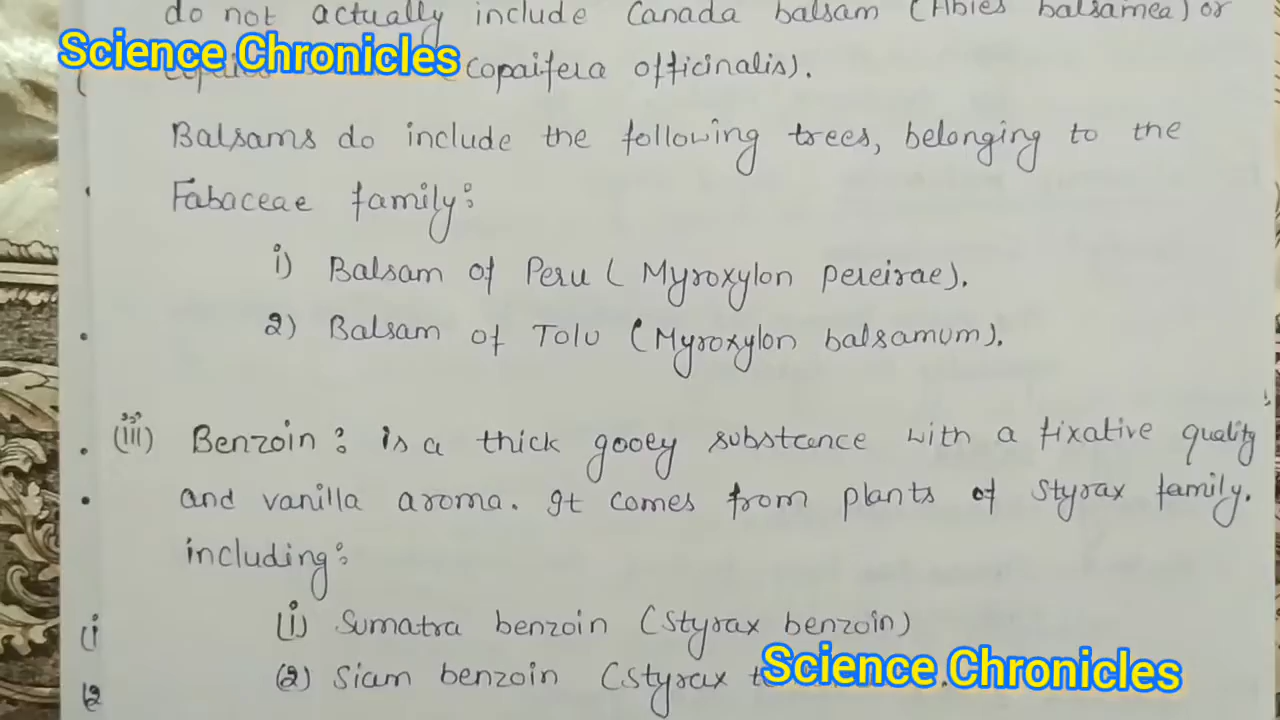 do not actually include Canada balsam (Abies balsamea) or
Science Chronicles
(copaifera officinalis).
Balsams do include the following trees, belonging to the
Fabaceae family:
i) Balsam of Peru (Myroxylon pereirae).
2) Balsam of Tolu (Myroxylon balsamum).
(iii) Benzoin: is a thick gooey substance with a fixative quality
and vanilla aroma. It comes from plants of Styrax family.
including:
(i) Sumatra benzoin (Styrax benzoin)
(2) Siam benzoin (Styrax
Science Chronicles
(i
(2